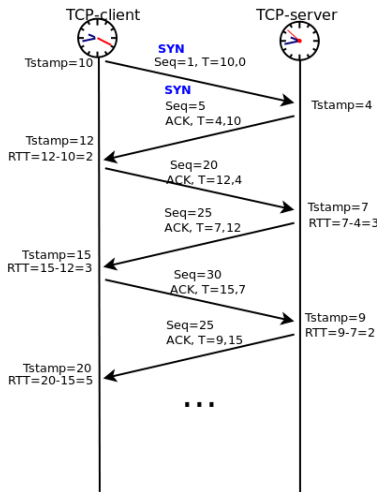 TCP-client
TCP-server
SYN
Seq=1, T=10,0
Tstamp=10
SYN
Seq=5
ACK, T=4,10
Tstamp=4
Tstamp=12
RTT=12-10=2
Seq=20
ACK, T=12,4
Tstamp=7
RTT=7-4=3
Seq=25
ACK, T=7,12
Tstamp=15
RTT=15-12=3
Seq=30
ACK, T=15,7
Tstamp=9
RTT=9-7=2
Seq=25
ACK, T=9,15
Tstamp=20
RTT=20-15=5
...